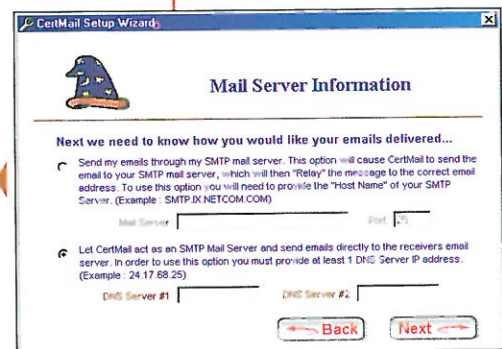 CertMail Setup Wizard
Mail Server Information
Next we need to know how you would like your emails delivered...
Send my emails through my SMTP mail server. This option will cause CertMail to send the
email to your SMTP mail server, which will then "Relay" the message to the correct email
address. To use this option you will need to provide the "Host Name" of your SMTP
Server. (Example : SMTP.IX.NETCOM.COM)
Mail Server Port 25
Let CertMail act as an SMTP Mail Server and send emails directly to the receivers email
server. In order to use this option you must provide at least 1 DNS Server IP address.
(Example : 24.17.68.25)
DNS Server #1 DNS Server #2
Back Next